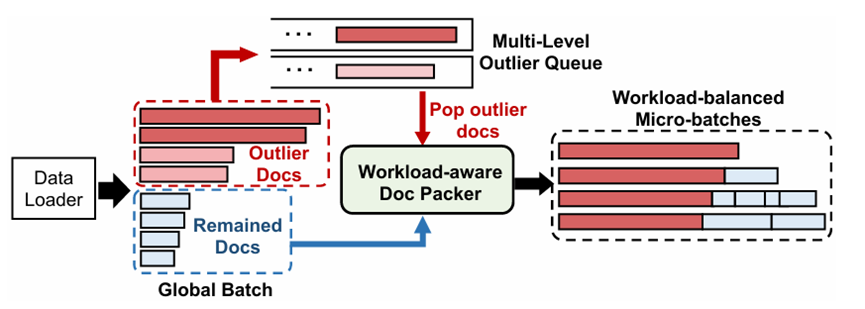 Multi-Level
Outlier Queue
Pop outlier
docs
Workload-balanced
Micro-batches
Outlier
Docs
Data
Loader
Workload-aware
Doc Packer
Remained
Docs
Global Batch